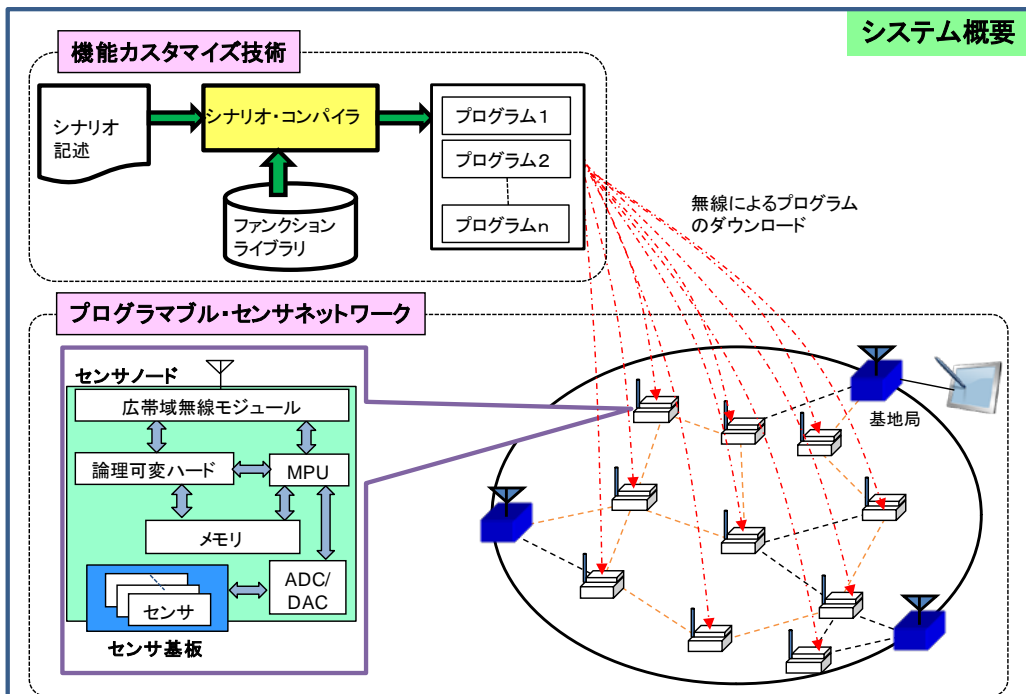 システム概要
機能カスタマイズ技術
シナリオ
記述
シナリオ・コンパイラ
ファンクション
ライブラリ
プログラム１
プログラム２
プログラムｎ
無線によるプログラム
のダウンロード
プログラマブル・センサネットワーク
センサノード
広帯域無線モジュール
論理可変ハード
MPU
メモリ
ADC/
DAC
センサ
センサ基板
基地局